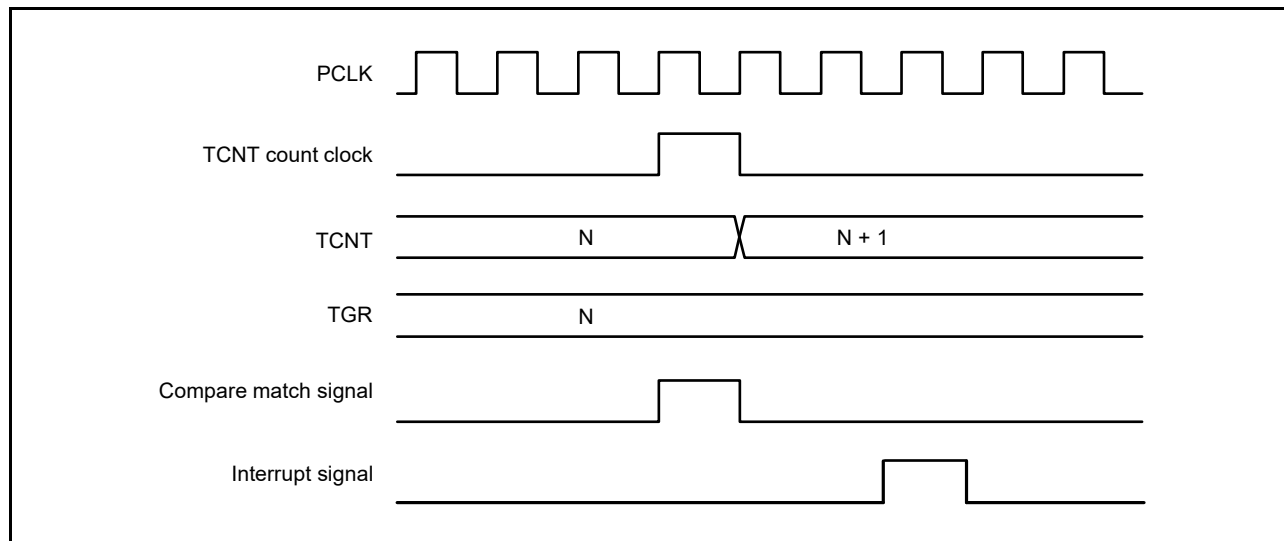 PCLK
TCNT count clock
TCNT
N
N + 1
TGR
N
Compare match signal
Interrupt signal